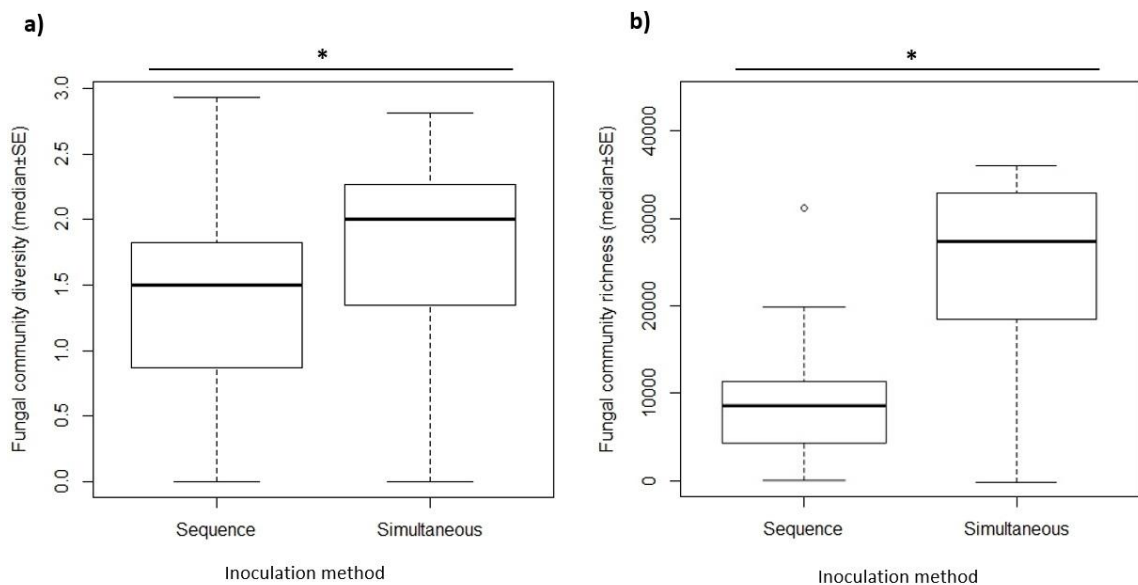 a)
*
Fungal community diversity (median±SE)
3.0
2.5
2.0
1.5
1.0
0.5
0.0
Sequence Simultaneous
Inoculation method
b)
*
Fungal community richness (median±SE)
40000
30000
20000
10000
0
Sequence Simultaneous
Inoculation method